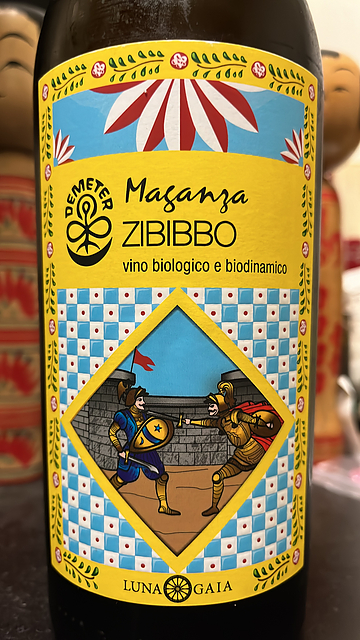 DEMETER
Maganza
ZIBIBBO
vino biologico e biodinamico
LUNA GAIA